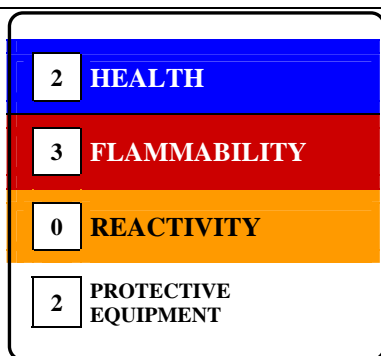 2 HEALTH
3 FLAMMABILITY
0 REACTIVITY
2 PROTECTIVE
EQUIPMENT